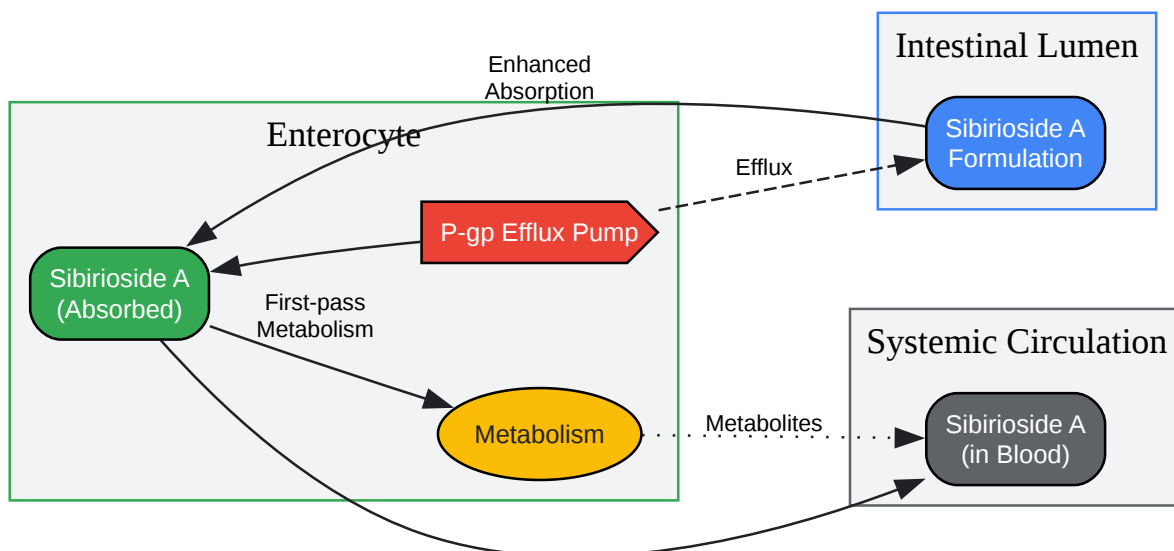 Intestinal Lumen
Enhanced
Absorption
Sibirioside A
Formulation
Enterocyte
Efflux
P-gp Efflux Pump
Sibirioside A
(Absorbed)
First-pass
Metabolism
Systemic Circulation
Metabolism
Metabolites
Sibirioside A
(in Blood)